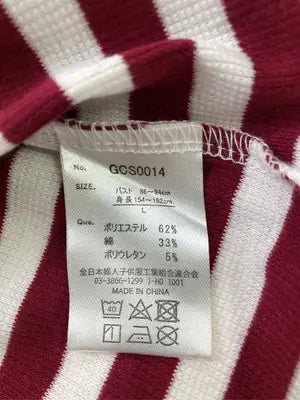 No. GCS0014
SIZE. バスト 86〜94cm
身長 154〜162cm
L
Que. ポリエステル 62%
綿 33%
ポリウレタン 5%
全日本婦人子供服工業組合連合会
03-3866-1299 J-HO 1001
MADE IN CHINA
40